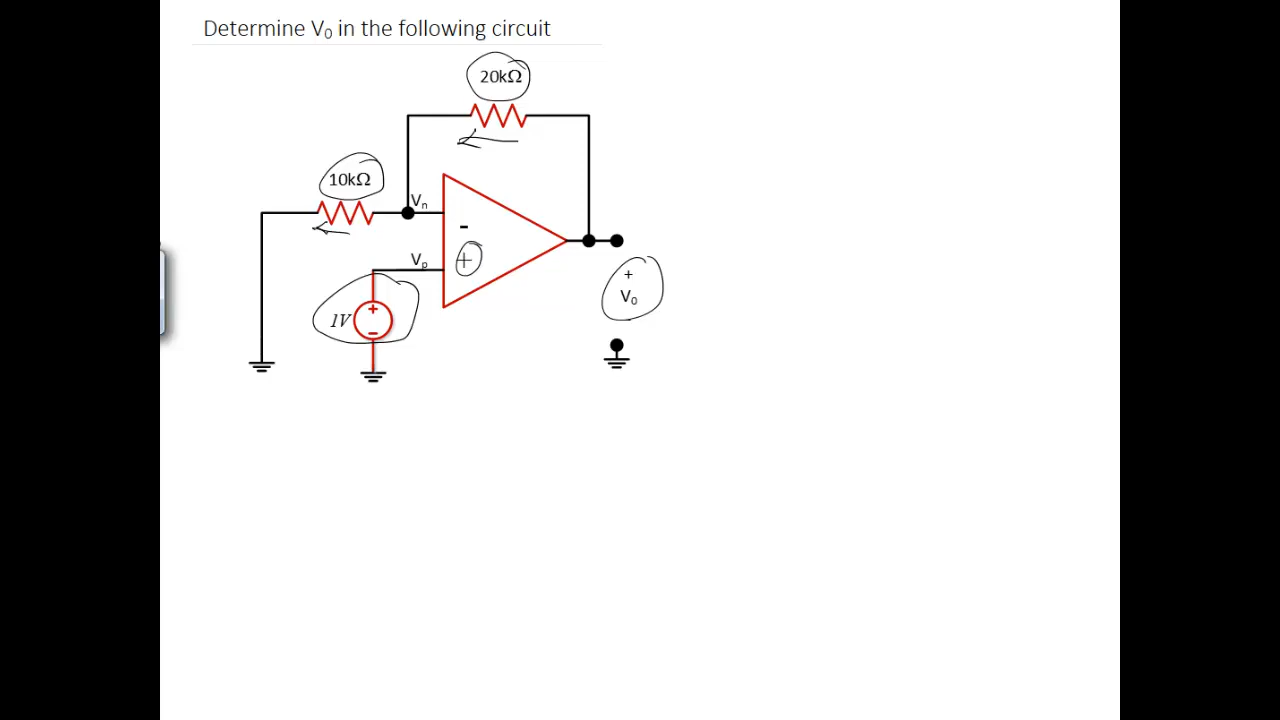 Determine V₀ in the following circuit
20kΩ
10kΩ
Vn
-
Vp
+
1V
+
-
+
V₀